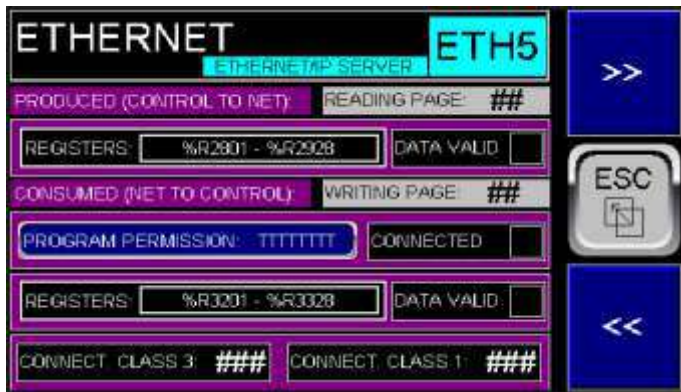 ETHERNET
ETHERNET/IP SERVER
ETH5
>>
PRODUCED (CONTROL TO NET):
READING PAGE: ##
REGISTERS: %R2801 - %R2928
DATA VALID
ESC
CONSUMED (NET TO CONTROL):
WRITING PAGE: ##
PROGRAM PERMISSION: TTTTTTTT
CONNECTED
REGISTERS: %R3201 - %R3328
DATA VALID:
<<
CONNECT CLASS 3: ###
CONNECT CLASS 1: ###